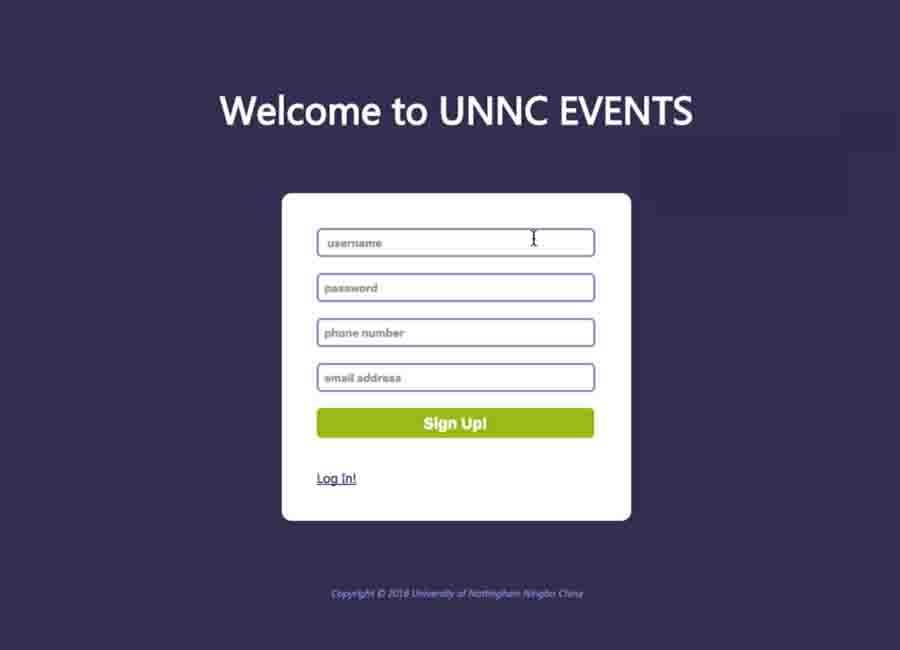 Welcome to UNNC EVENTS
username
password
phone number
email address
Sign Up!
Log In!
Copyright © 2018 University of Nottingham Ningbo China